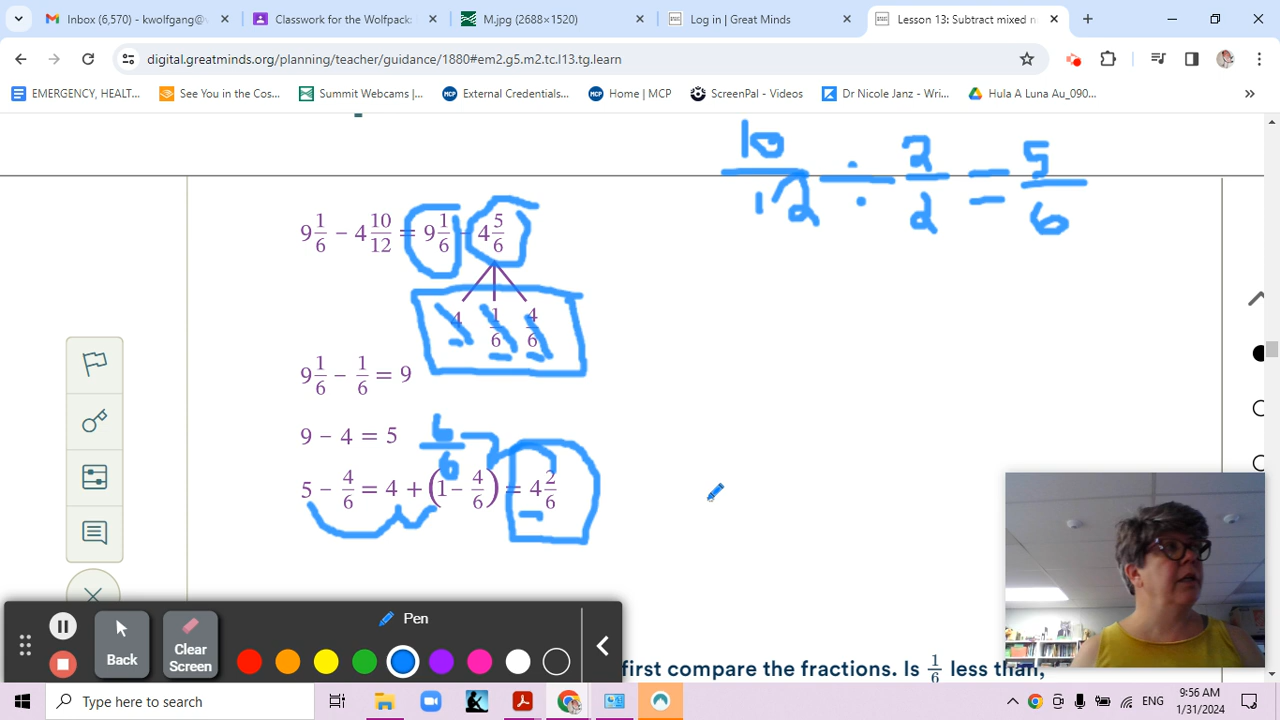 Inbox (6,570) - kwolfgang@
Classwork for the Wolfpack:
M.jpg (2688×1520)
Log in | Great Minds
Lesson 13: Subtract mixed n
digital.greatminds.org/planning/teacher/guidance/1880#em2.g5.m2.tc.l13.tg.learn
EMERGENCY, HEALT...
See You in the Cos...
Summit Webcams |...
External Credentials...
Home | MCP
ScreenPal - Videos
Dr Nicole Janz - Wri...
Hula A Luna Au_090...
»
10/12 ÷ 2/2 = 5/6
9 1/6 − 4 10/12 = 9 1/6 − 4 5/6
4 1/6 4/6
9 1/6 − 1/6 = 9
9 − 4 = 5
6/6
5 − 4/6 = 4 + (1 − 4/6) = 4 2/6
Pen
Back
Clear Screen
first compare the fractions. Is 1/6 less than,
Type here to search
ENG
9:56 AM
1/31/2024